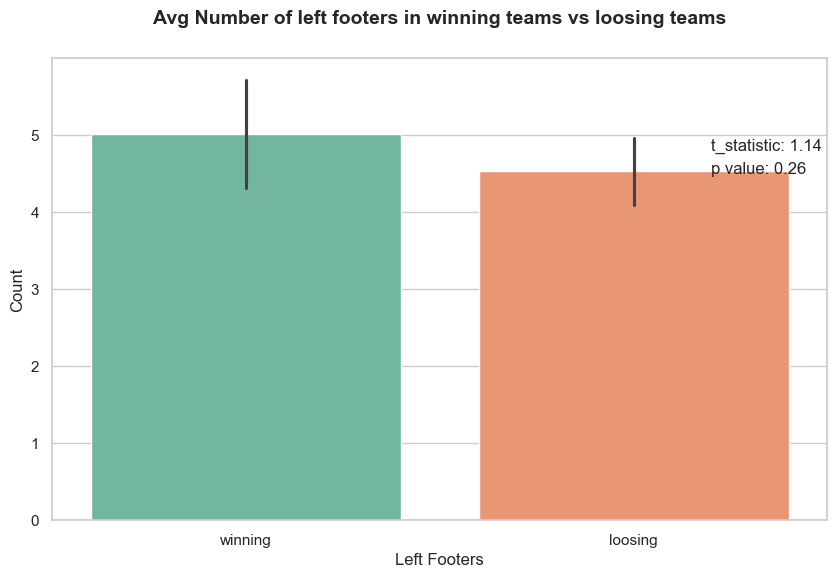 Avg Number of left footers in winning teams vs loosing teams
Count
5
4
3
2
1
0
t_statistic: 1.14
p value: 0.26
winning
loosing
Left Footers